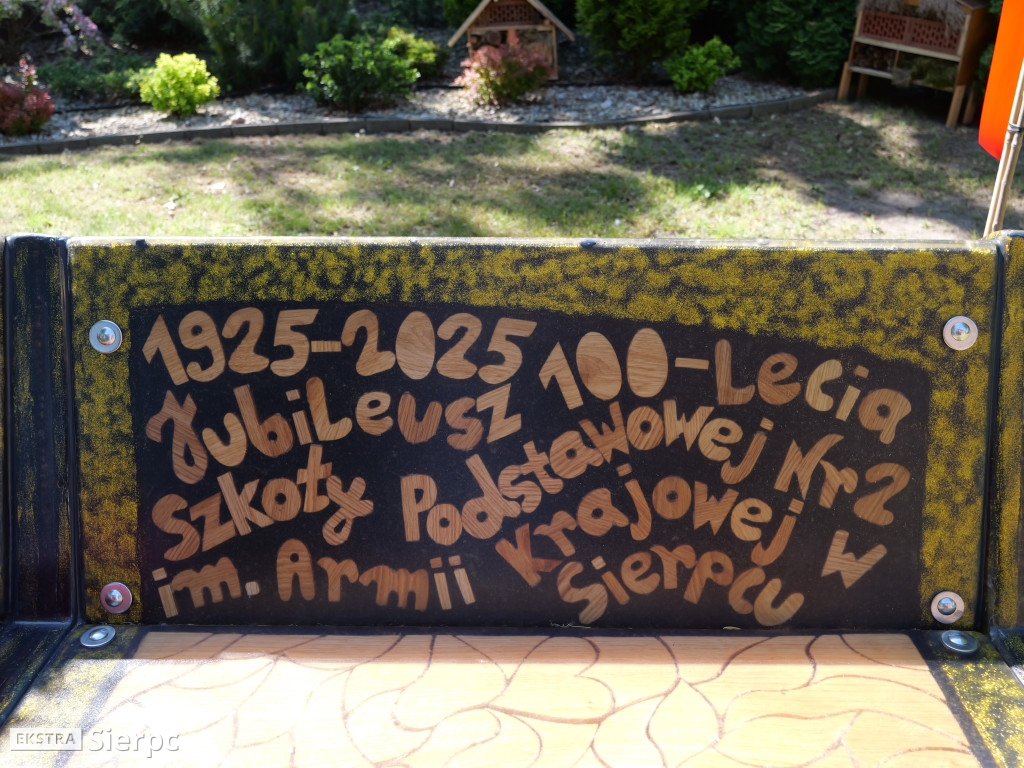 1925-2025 100-Lecia
Jubileusz
Szkoły Podstawowej Nr 2
im. Armii Krajowej w
Sierpcu
EKSTRA Sierpc